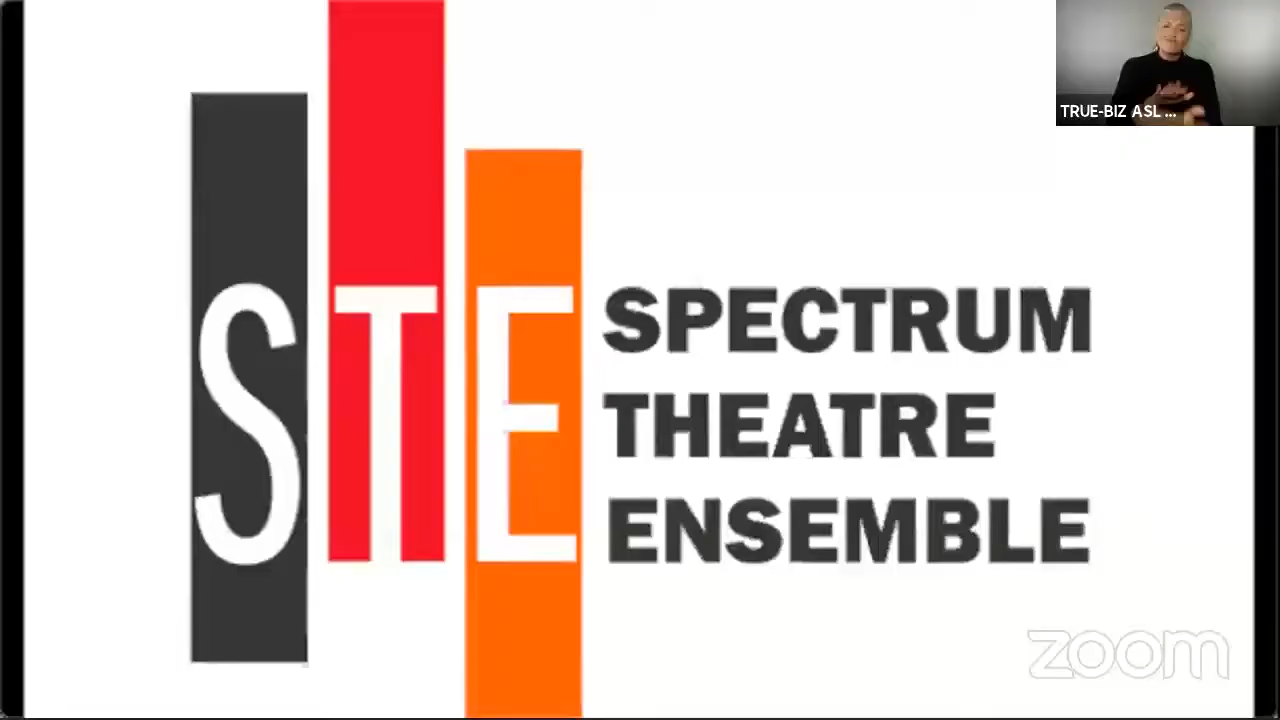 TRUE-BIZ ASL ...
STE
SPECTRUM
THEATRE
ENSEMBLE
zoom